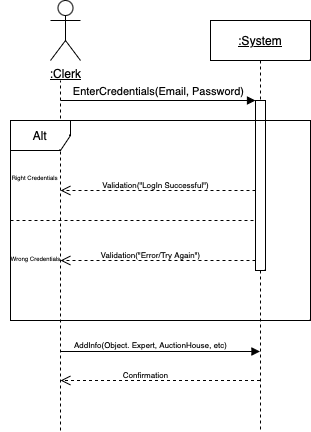 :System
:Clerk
EnterCredentials(Email, Password)
Alt
Right Credentials
Validation("LogIn Successful")
Validation("Error/Try Again")
Wrong Credentials
AddInfo(Object. Expert, AuctionHouse, etc)
Confirmation